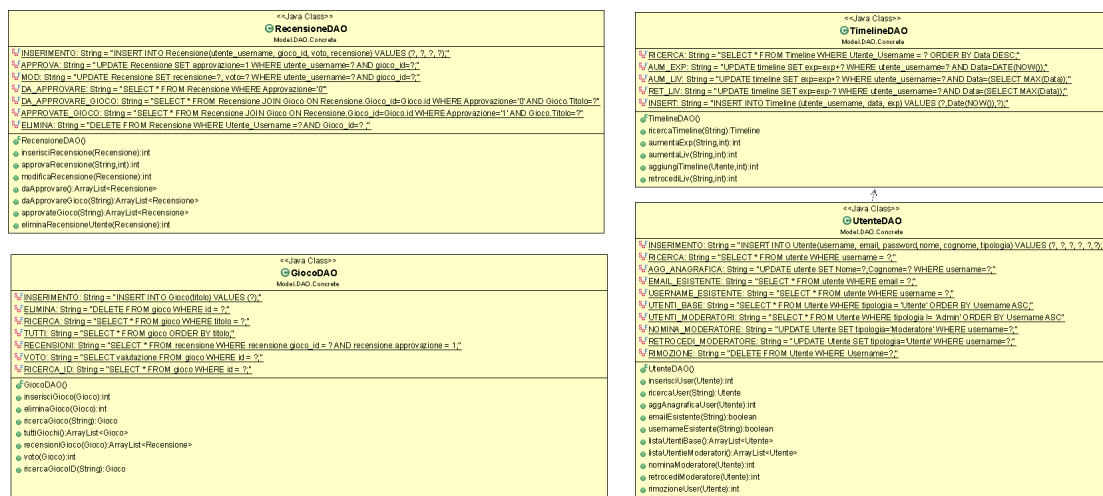 <<Java Class>>
RecensioneDAO
Model.DAO.Concrete
INSERIMENTO: String = "INSERT INTO Recensione(utente_username, gioco_id, voto, recensione) VALUES (?, ?, ?, ?);"
APPROVA: String = "UPDATE Recensione SET approvazione=1 WHERE utente_username=? AND gioco_id=?;"
MOD: String = "UPDATE Recensione SET recensione=?, voto=? WHERE utente_username=? AND gioco_id=?;"
DA_APPROVARE: String = "SELECT * FROM Recensione WHERE Approvazione='0'"
DA_APPROVARE_GIOCO: String = "SELECT * FROM Recensione JOIN Gioco ON Recensione.Gioco_id=Gioco.id WHERE Approvazione='0' AND Gioco.Titolo=?"
APPROVATE_GIOCO: String = "SELECT * FROM Recensione JOIN Gioco ON Recensione.Gioco_id=Gioco.id WHERE Approvazione='1' AND Gioco.Titolo=?"
ELIMINA: String = "DELETE FROM Recensione WHERE Utente_Username =? AND Gioco_id=? ;"
RecensioneDAO()
inserisciRecensione(Recensione):int
approvaRecensione(String,int):int
modificaRecensione(Recensione):int
daApprovare():ArrayList<Recensione>
daApprovareGioco(String):ArrayList<Recensione>
approvateGioco(String):ArrayList<Recensione>
eliminaRecensioneUtente(Recensione):int
<<Java Class>>
GiocoDAO
Model.DAO.Concrete
INSERIMENTO: String = "INSERT INTO Gioco(titolo) VALUES (?);"
ELIMINA: String = "DELETE FROM gioco WHERE id = ?;"
RICERCA: String = "SELECT * FROM gioco WHERE titolo = ?;"
TUTTI: String = "SELECT * FROM gioco ORDER BY titolo;"
RECENSIONI: String = "SELECT * FROM recensione WHERE recensione.gioco_id = ? AND recensione.approvazione = 1;"
VOTO: String = "SELECT valutazione FROM gioco WHERE id = ?;"
RICERCA_ID: String = "SELECT * FROM gioco WHERE id = ?;"
GiocoDAO()
inserisciGioco(Gioco):int
eliminaGioco(Gioco):int
ricercaGioco(String):Gioco
tuttiGiochi():ArrayList<Gioco>
recensioniGioco(Gioco):ArrayList<Recensione>
voto(Gioco):int
ricercaGiocoID(String):Gioco
<<Java Class>>
TimelineDAO
Model.DAO.Concrete
RICERCA: String = "SELECT * FROM Timeline WHERE Utente_Username = ? ORDER BY Data DESC;"
AUM_EXP: String = "UPDATE timeline SET exp=exp+? WHERE utente_username=? AND Data=DATE(NOW());"
AUM_LIV: String = "UPDATE timeline SET exp=exp+? WHERE utente_username=? AND Data=(SELECT MAX(Data));"
RET_LIV: String = "UPDATE timeline SET exp=exp-? WHERE utente_username=? AND Data=(SELECT MAX(Data));"
INSERT: String = "INSERT INTO Timeline (utente_username, data, exp) VALUES (?,Date(NOW()),?);"
TimelineDAO()
ricercaTimeline(String):Timeline
aumentaExp(String,int):int
aumentaLiv(String,int):int
aggiungiTimeline(Utente,int):int
retrocediLiv(String,int):int
<<Java Class>>
UtenteDAO
Model.DAO.Concrete
INSERIMENTO: String = "INSERT INTO Utente(username, email, password,nome, cognome, tipologia) VALUES (?, ?, ?, ?, ?,?);
RICERCA: String = "SELECT * FROM utente WHERE username = ?;"
AGG_ANAGRAFICA: String = "UPDATE utente SET Nome=?,Cognome=? WHERE username=?;"
EMAIL_ESISTENTE: String = "SELECT * FROM utente WHERE email = ?;"
USERNAME_ESISTENTE: String = "SELECT * FROM utente WHERE username = ?;"
UTENTI_BASE: String = "SELECT * FROM Utente WHERE tipologia = 'Utente' ORDER BY Username ASC;"
UTENTI_MODERATORI: String = "SELECT * FROM Utente WHERE tipologia != 'Admin' ORDER BY Username ASC"
NOMINA_MODERATORE: String = "UPDATE Utente SET tipologia='Moderatore' WHERE username=?;"
RETROCEDI_MODERATORE: String = "UPDATE Utente SET tipologia='Utente' WHERE username=?;"
RIMOZIONE: String = "DELETE FROM Utente WHERE Username=?;"
UtenteDAO()
inserisciUser(Utente):int
ricercaUser(String):Utente
aggAnagraficaUser(Utente):int
emailEsistente(String):boolean
usernameEsistente(String):boolean
listaUtentiBase():ArrayList<Utente>
listaUtentieModeratori():ArrayList<Utente>
nominaModeratore(Utente):int
retrocediModeratore(Utente):int
rimozioneUser(Utente):int